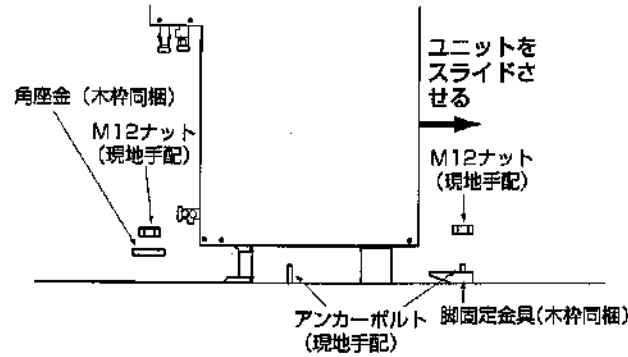 ユニットを
スライドさ
せる
角座金（木枠同梱）
M12ナット
（現地手配）
M12ナット
（現地手配）
アンカーボルト
（現地手配）
脚固定金具（木枠同梱）